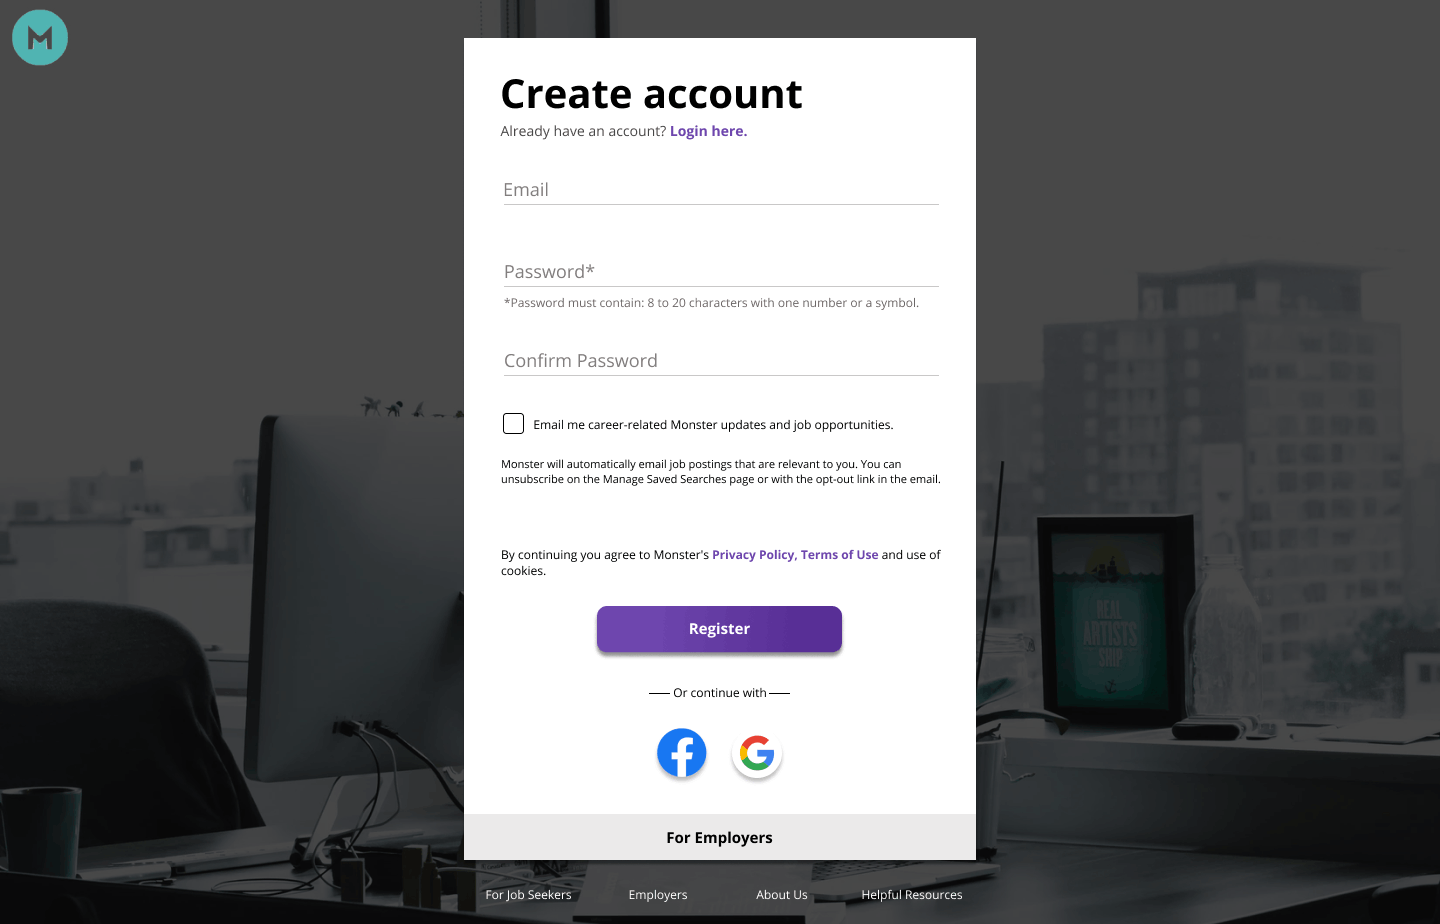 M
Create account
Already have an account? Login here.
Email
Password*
*Password must contain: 8 to 20 characters with one number or a symbol.
Confirm Password
Email me career-related Monster updates and job opportunities.
Monster will automatically email job postings that are relevant to you. You can
unsubscribe on the Manage Saved Searches page or with the opt-out link in the email.
By continuing you agree to Monster's Privacy Policy, Terms of Use and use of
cookies.
REAL
ARTISTS
SHIP
Register
Or continue with
For Employers
For Job Seekers Employers About Us Helpful Resources